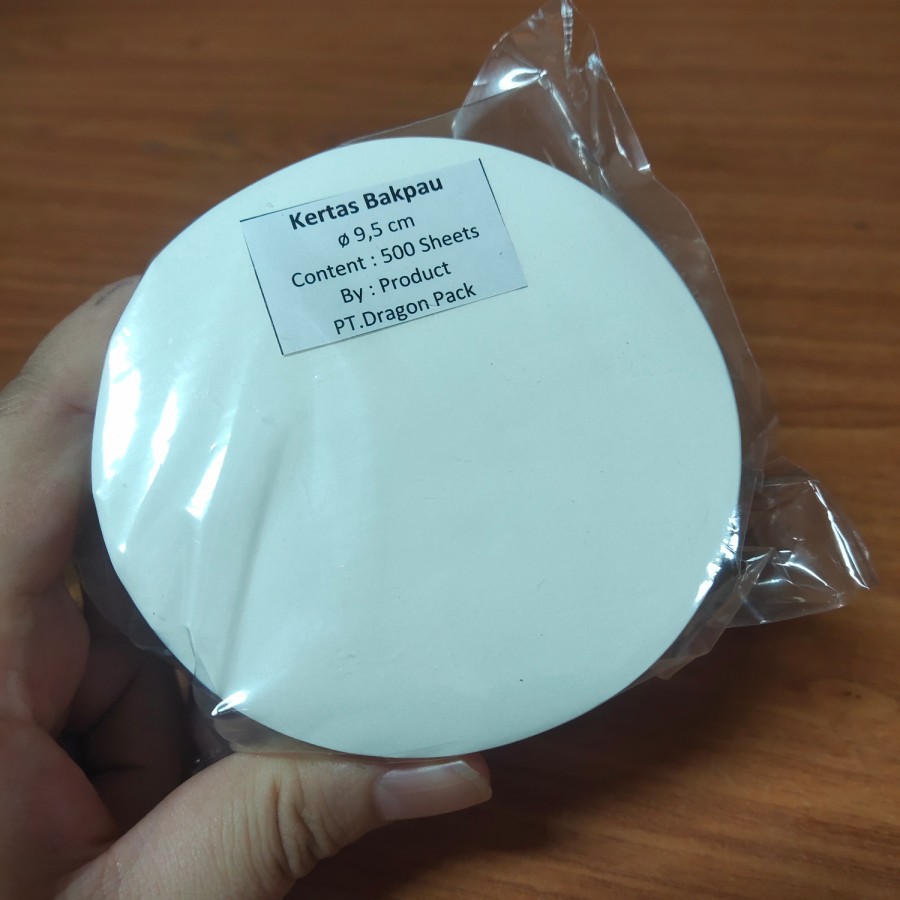 Kertas Bakpau
ø 9,5 cm
Content : 500 Sheets
By : Product
PT.Dragon Pack